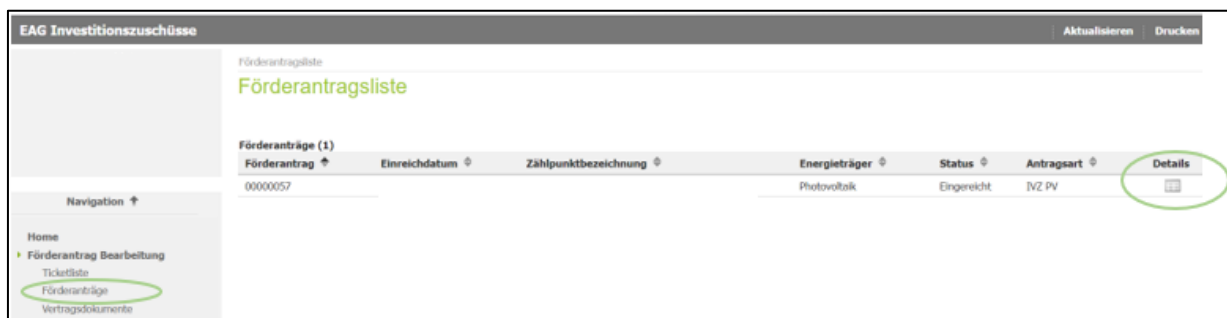 EAG Investitionszuschüsse Aktualisieren Drucken
Förderantragsliste
Förderantragsliste
Förderanträge (1)
Förderantrag Einreichdatum Zählpunktbezeichnung Energieträger Status Antragsart Details
00000057 Photovoltaik Eingereicht IVZ PV
Navigation
Home
Förderantrag Bearbeitung
Ticketliste
Förderanträge
Vertragsdokumente